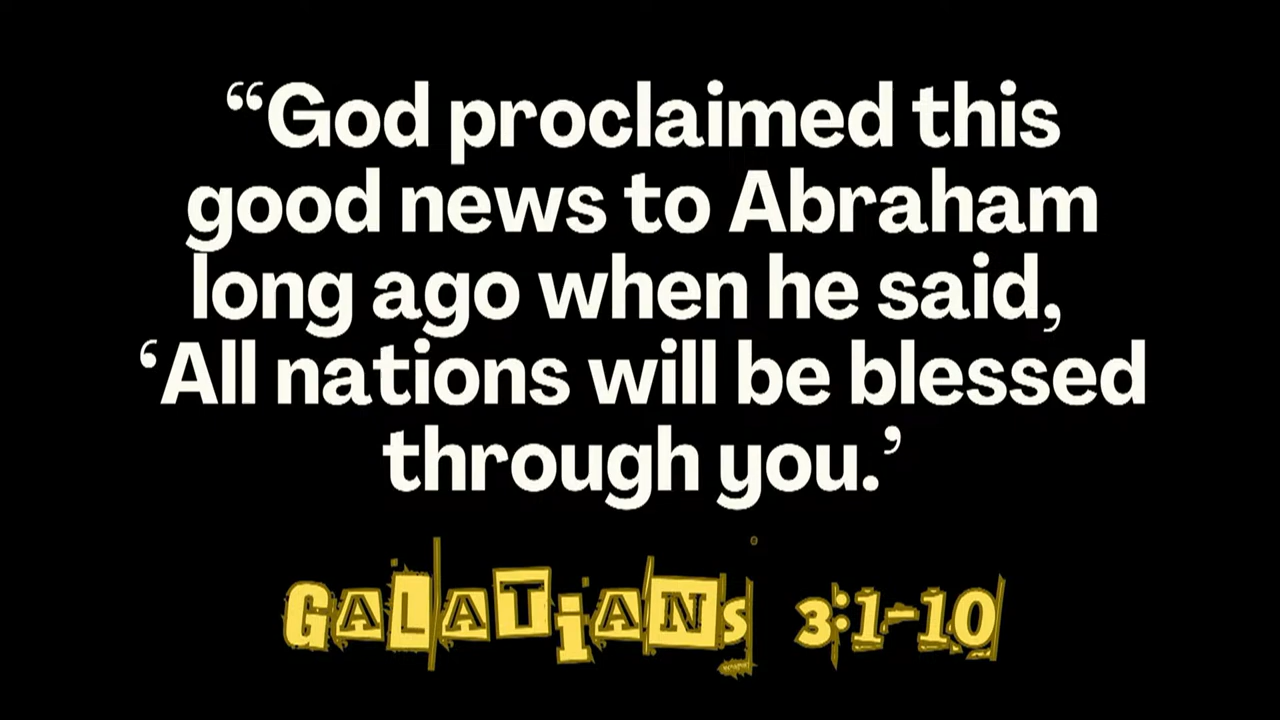 “God proclaimed this
good news to Abraham
long ago when he said,
‘All nations will be blessed
through you.’
GALATiANs 3:1-10